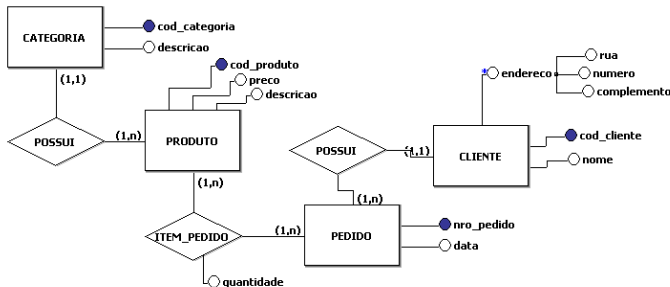 CATEGORIA
cod_categoria
descricao
(1,1)
POSSUI
(1,n)
PRODUTO
cod_produto
preco
descricao
(1,n)
ITEM_PEDIDO
quantidade
(1,n)
PEDIDO
nro_pedido
data
(1,n)
POSSUI
(1,1)
CLIENTE
cod_cliente
nome
* endereco
rua
numero
complemento